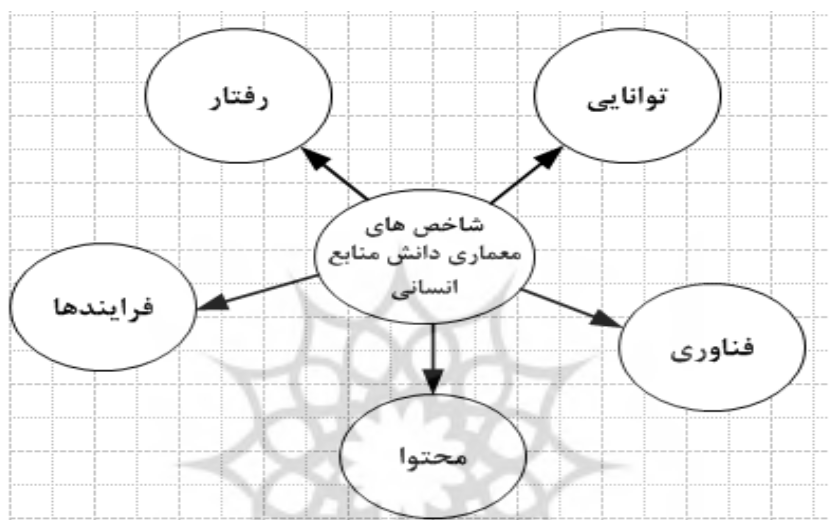 توانایی
رفتار
شاخص های
معماری دانش منابع
انسانی
فناوری
فرایندها
محتوا